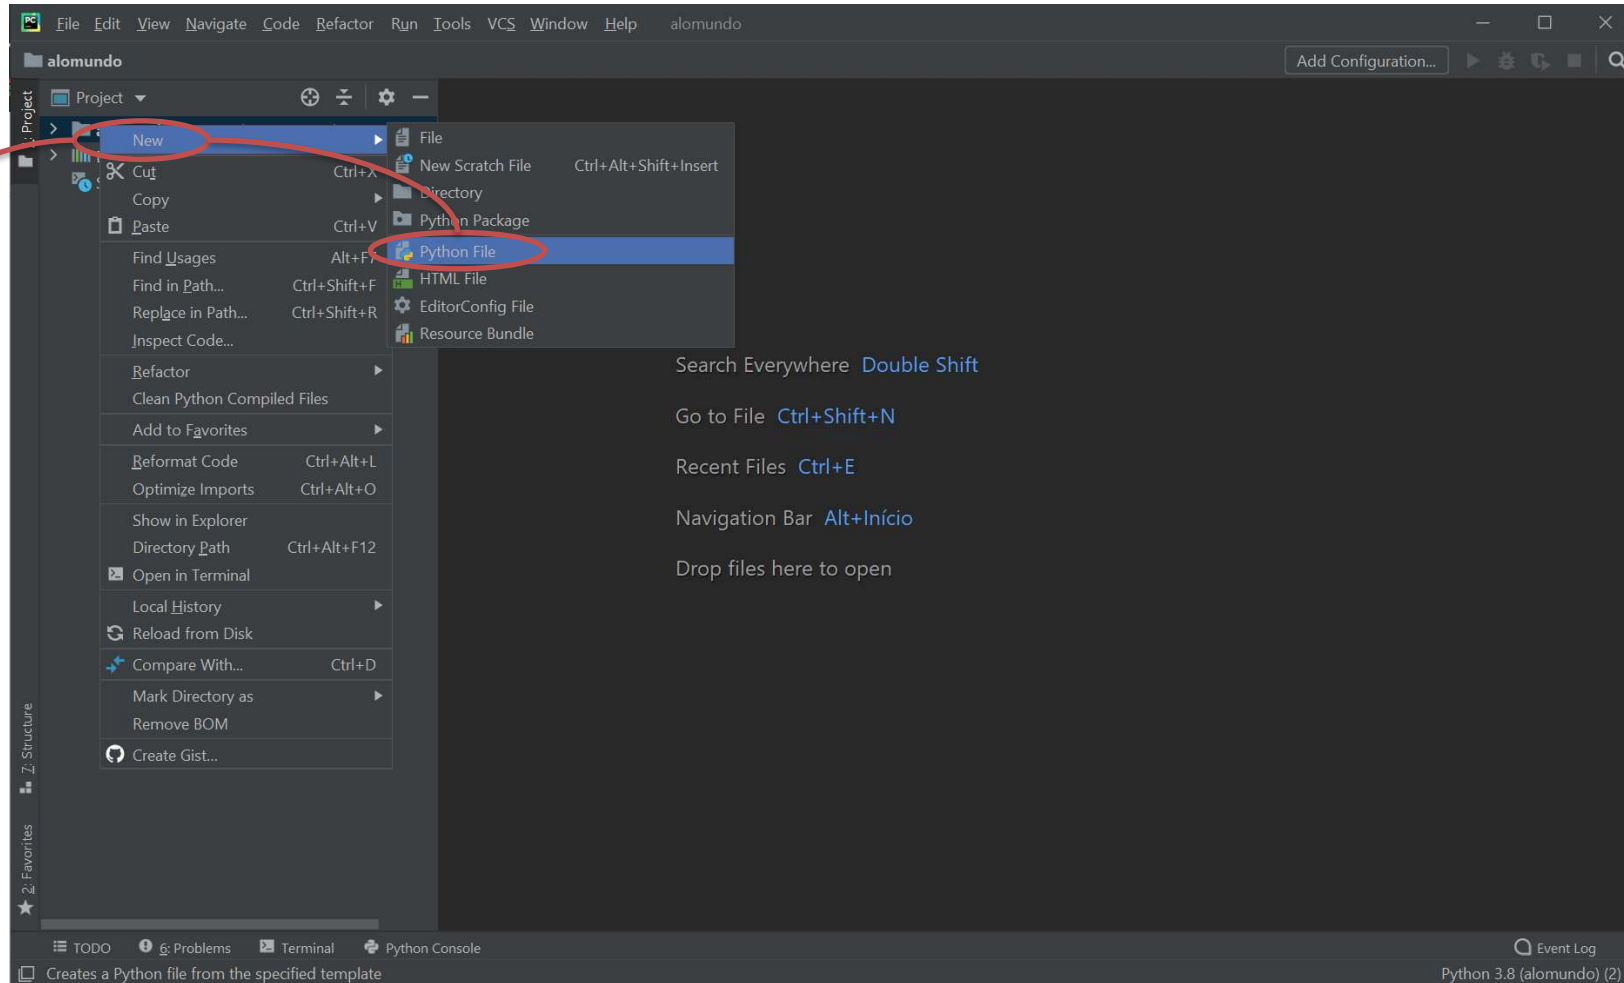 PC File Edit View Navigate Code Refactor Run Tools VCS Window Help alomundo
alomundo Add Configuration...
Project
Project
New
Cut Ctrl+X
Copy
Paste Ctrl+V
Find Usages Alt+F7
Find in Path... Ctrl+Shift+F
Replace in Path... Ctrl+Shift+R
Inspect Code...
Refactor
Clean Python Compiled Files
Add to Favorites
Reformat Code Ctrl+Alt+L
Optimize Imports Ctrl+Alt+O
Show in Explorer
Directory Path Ctrl+Alt+F12
Open in Terminal
Local History
Reload from Disk
Compare With... Ctrl+D
Mark Directory as
Remove BOM
Create Gist...
File
New Scratch File Ctrl+Alt+Shift+Insert
Directory
Python Package
Python File
HTML File
EditorConfig File
Resource Bundle
Search Everywhere Double Shift
Go to File Ctrl+Shift+N
Recent Files Ctrl+E
Navigation Bar Alt+Início
Drop files here to open
7: Structure
2: Favorites
TODO 6: Problems Terminal Python Console Event Log
Creates a Python file from the specified template Python 3.8 (alomundo) (2)